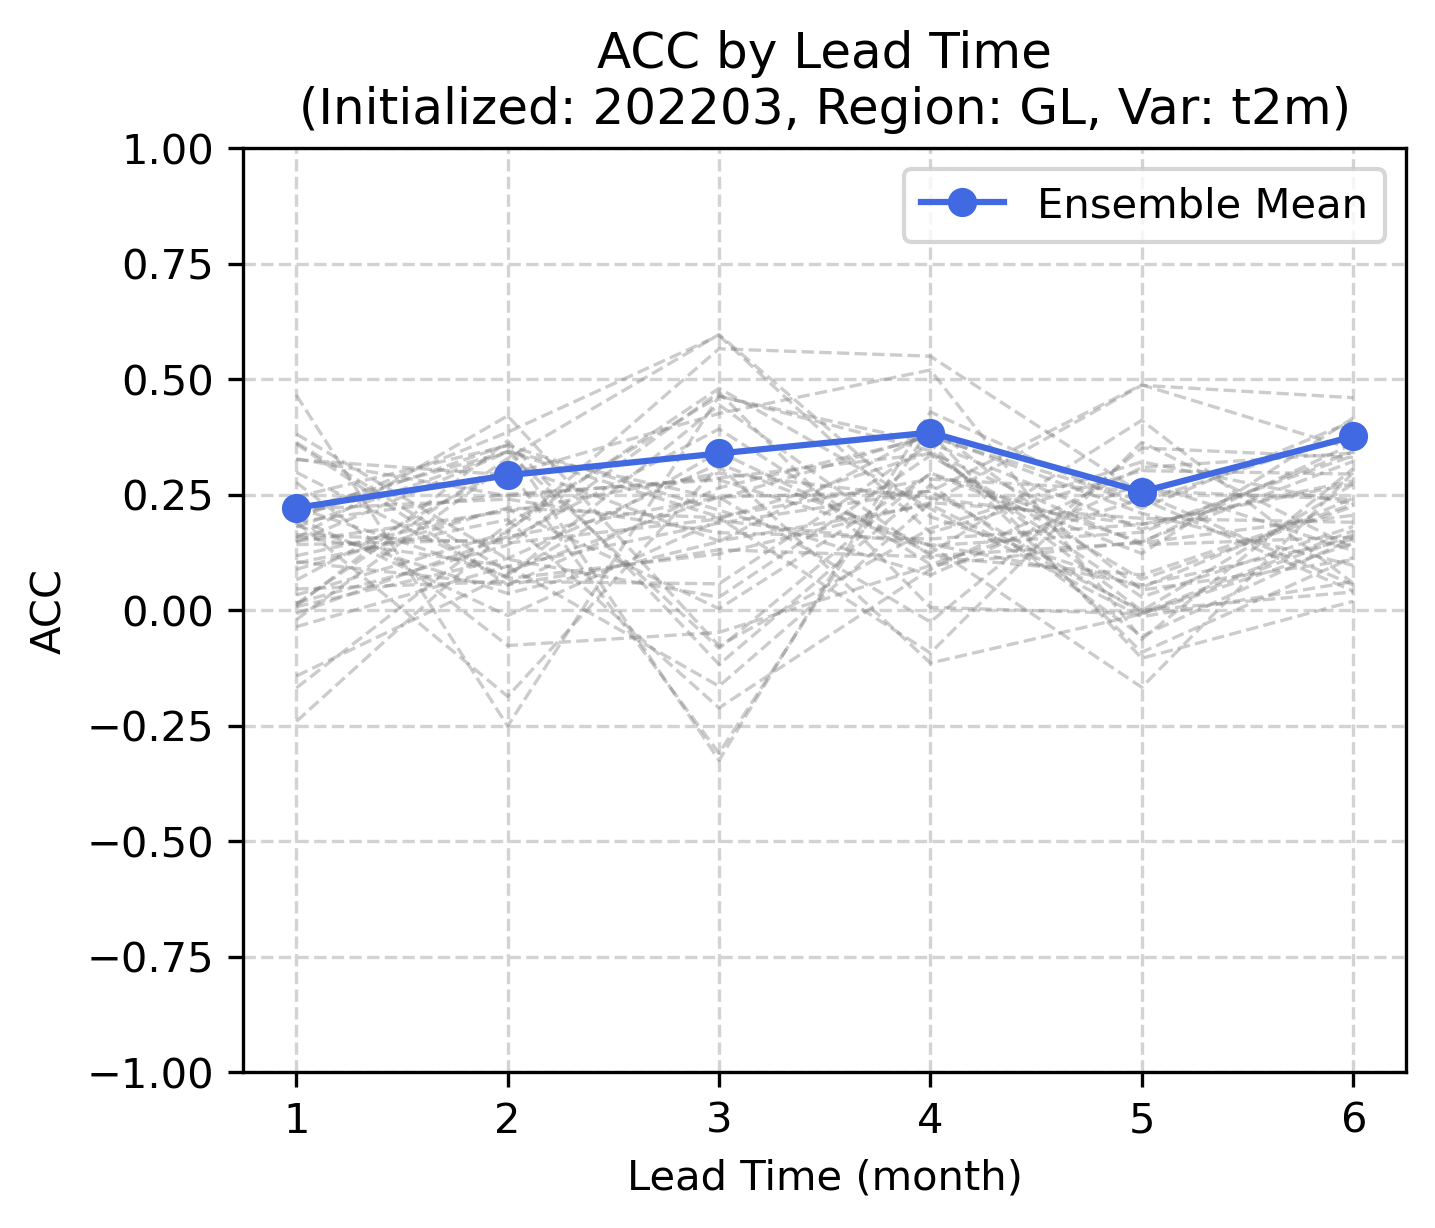 ACC by Lead Time
(Initialized: 202203, Region: GL, Var: t2m)
Ensemble Mean
1.00
0.75
0.50
0.25
0.00
−0.25
−0.50
−0.75
−1.00
ACC
1 2 3 4 5 6
Lead Time (month)